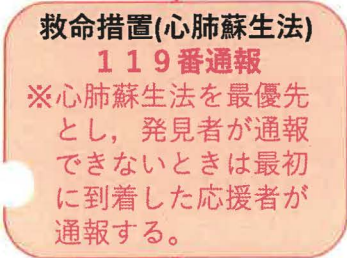 救命措置(心肺蘇生法)
119番通報
※心肺蘇生法を最優先
とし，発見者が通報
できないときは最初
に到着した応援者が
通報する。